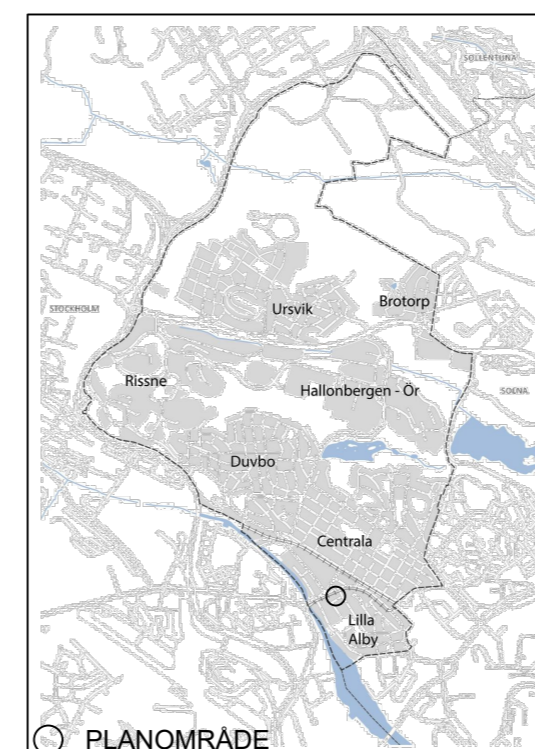 SOLLENTUNA
STOCKHOLM
Ursvik
Brotorp
Rissne
Hallonbergen - Ör
SOLNA
Duvbo
Centrala
Lilla
Alby
PLANOMRÅDE